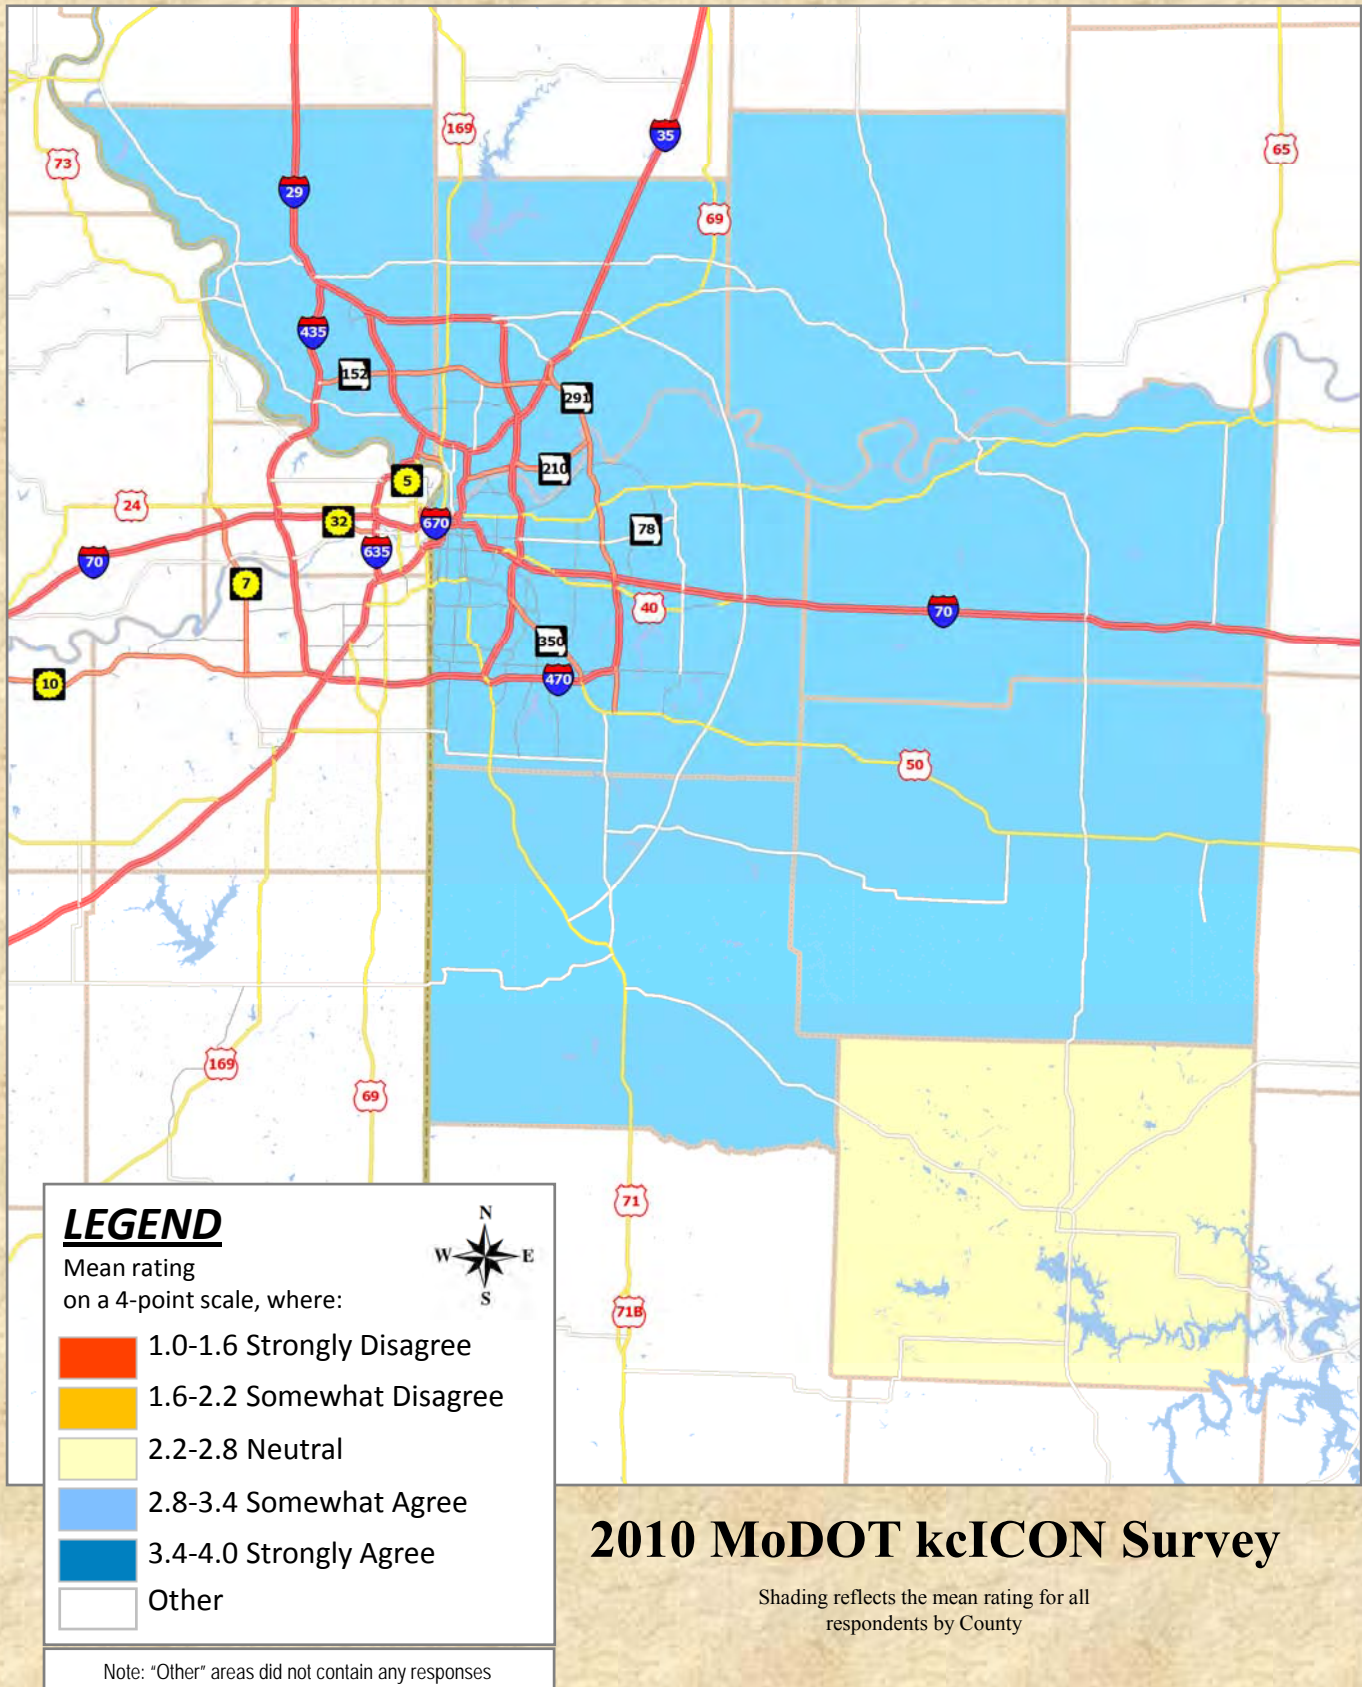 169
35
73
65
29
69
435
152
291
210
5
24
32
670
78
70
635
7
40
70
350
10
470
50
169
69
71
71B
LEGEND
Mean rating
on a 4-point scale, where:
1.0-1.6 Strongly Disagree
1.6-2.2 Somewhat Disagree
2.2-2.8 Neutral
2.8-3.4 Somewhat Agree
3.4-4.0 Strongly Agree
Other
N
W E
S
Note: "Other" areas did not contain any responses
2010 MoDOT kcICON Survey
Shading reflects the mean rating for all
respondents by County